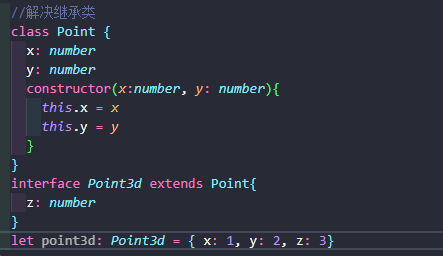 //解决继承类
class Point {
  x: number
  y: number
  constructor(x:number, y: number){
    this.x = x
    this.y = y
  }
}
interface Point3d extends Point{
  z: number
}
let point3d: Point3d = { x: 1, y: 2, z: 3}